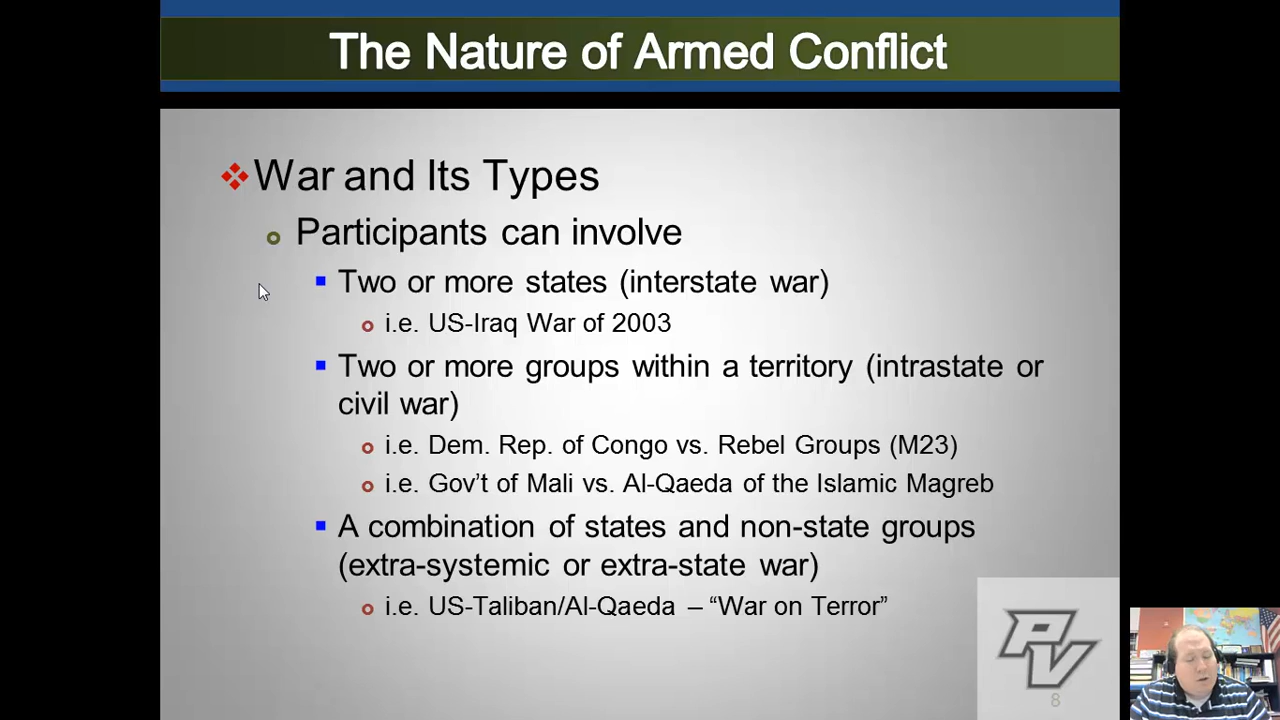 The Nature of Armed Conflict
War and Its Types
Participants can involve
Two or more states (interstate war)
i.e. US-Iraq War of 2003
Two or more groups within a territory (intrastate or
civil war)
i.e. Dem. Rep. of Congo vs. Rebel Groups (M23)
i.e. Gov't of Mali vs. Al-Qaeda of the Islamic Magreb
A combination of states and non-state groups
(extra-systemic or extra-state war)
i.e. US-Taliban/Al-Qaeda – “War on Terror”
PV
8